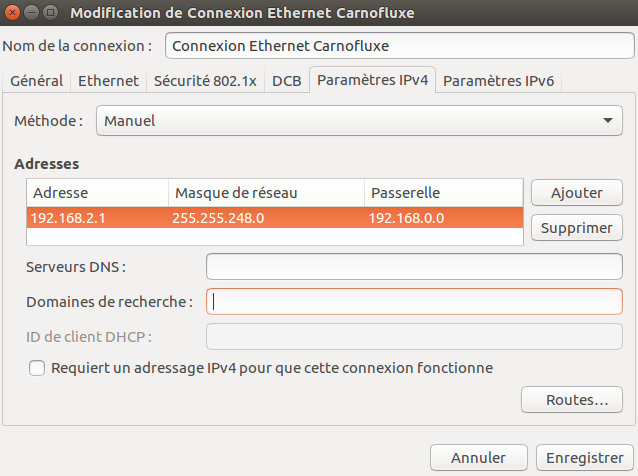 Modification de Connexion Ethernet Carnofluxe
Nom de la connexion : Connexion Ethernet Carnofluxe
Général Ethernet Sécurité 802.1x DCB Paramètres IPv4 Paramètres IPv6
Méthode : Manuel
Adresses
Adresse Masque de réseau Passerelle Ajouter
192.168.2.1 255.255.248.0 192.168.0.0
Supprimer
Serveurs DNS :
Domaines de recherche :
ID de client DHCP :
Requiert un adressage IPv4 pour que cette connexion fonctionne
Routes...
Annuler Enregistrer